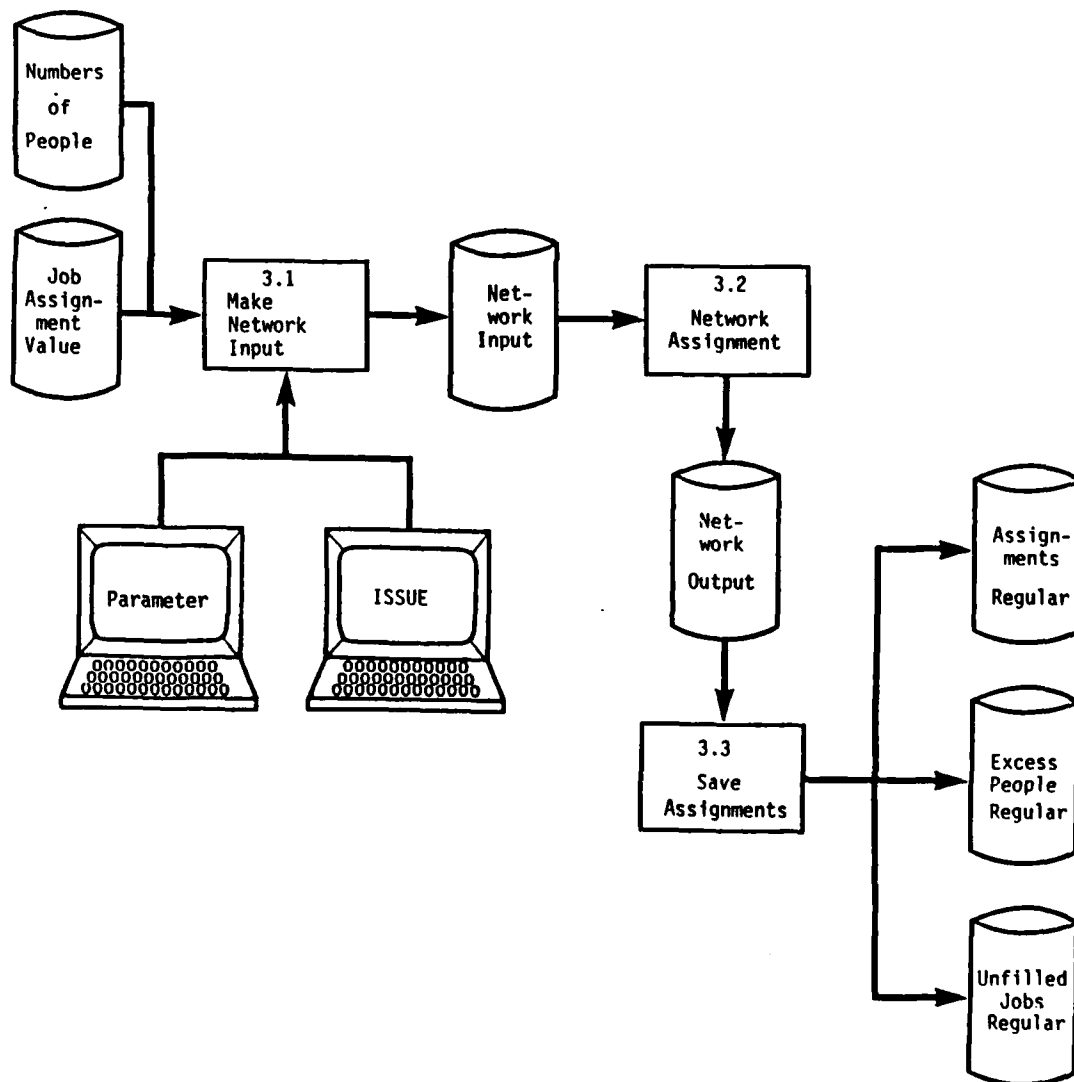 Numbers
of
People
Job
Assign-
ment
Value
3.1
Make
Network
Input
Net-
work
Input
3.2
Network
Assignment
Parameter
ISSUE
Net-
work
Output
3.3
Save
Assignments
Assign-
ments
Regular
Excess
People
Regular
Unfilled
Jobs
Regular